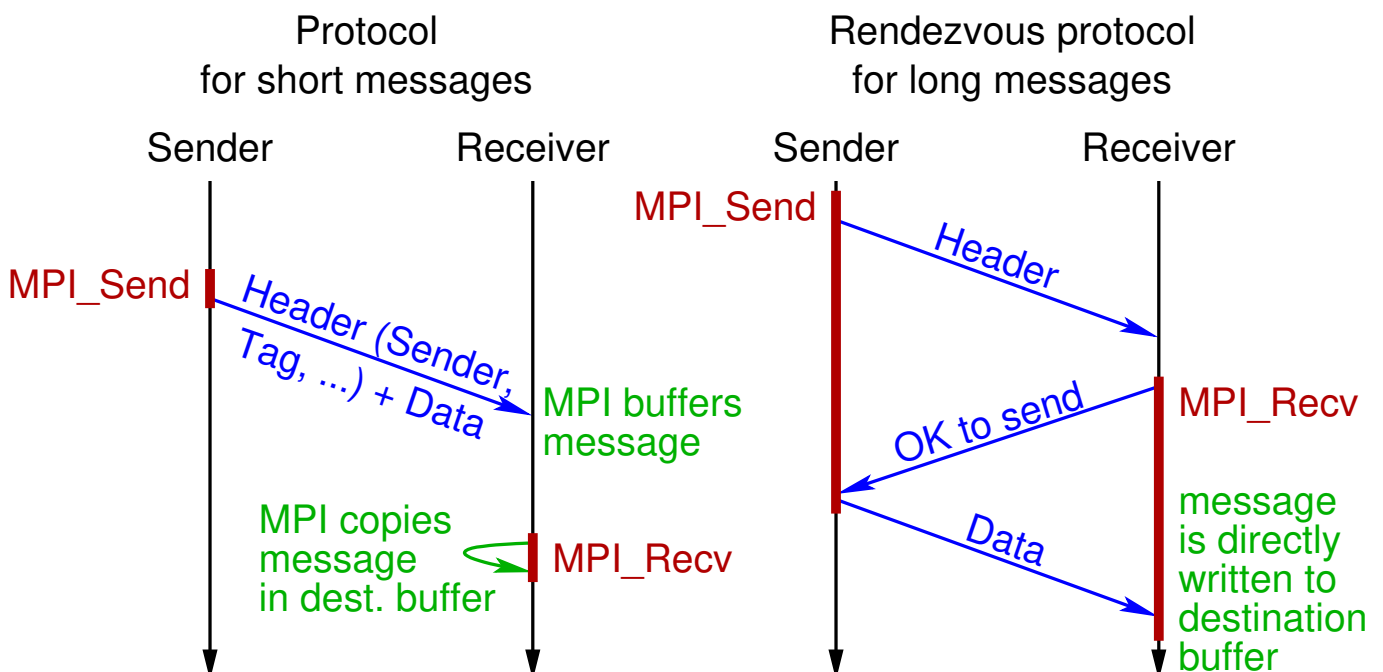 Protocol
for short messages
Sender
Receiver
MPI_Send
Header (Sender,
Tag, ...) + Data
MPI buffers
message
MPI copies
message
in dest. buffer
MPI_Recv
Rendezvous protocol
for long messages
Sender
Receiver
MPI_Send
Header
MPI_Recv
OK to send
Data
message
is directly
written to
destination
buffer